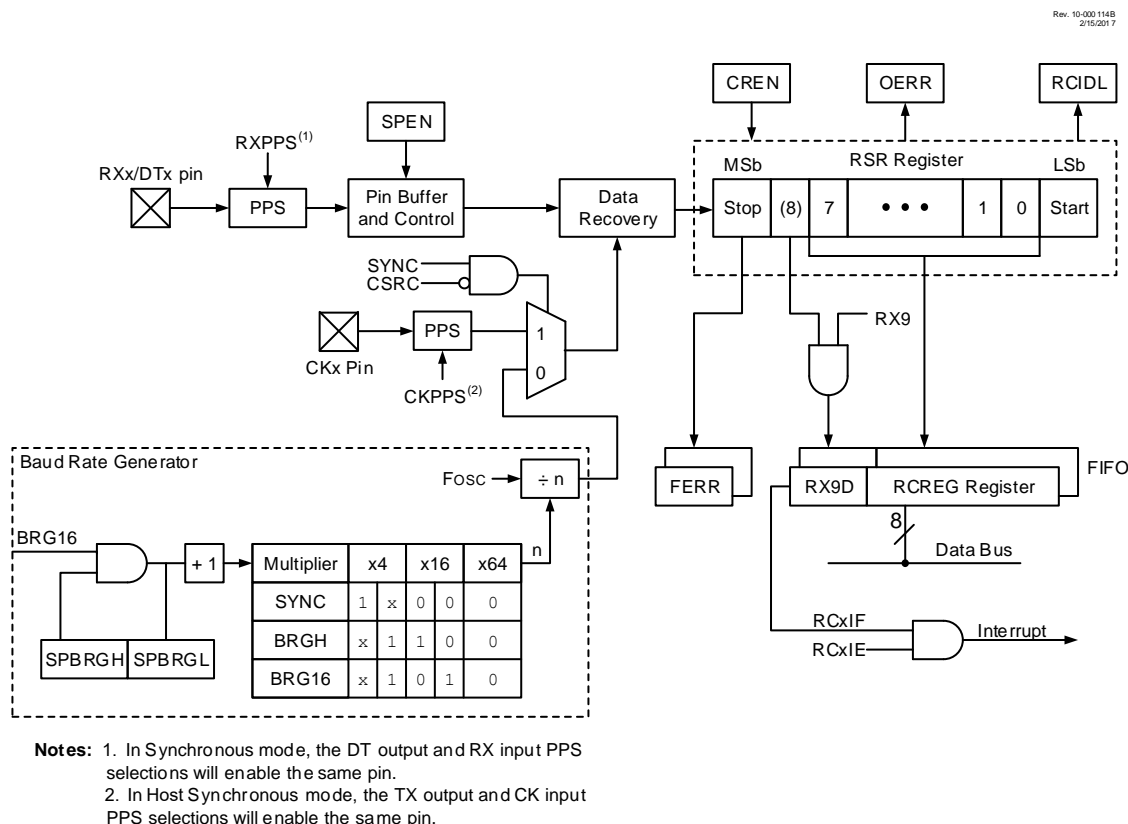 Rev. 10-000 114B
2/15/201 7
CREN
OERR
RCIDL
SPEN
RXPPS(1)
RXx/DTx pin
PPS
Pin Buffer
and Control
Data
Recovery
MSb
RSR Register
LSb
Stop
(8)
7
• • •
1
0
Start
SYNC
CSRC
PPS
CKx Pin
CKPPS(2)
1
0
RX9
Baud Rate Generator
Fosc
÷ n
n
BRG16
+ 1
Multiplier x4 x16 x64
SYNC 1 x 0 0 0
BRGH x 1 1 0 0
BRG16 x 1 0 1 0
SPBRGH
SPBRGL
FERR
RX9D
RCREG Register
FIFO
8
Data Bus
RCxIF
RCxIE
Interrupt
Notes: 1. In Synchronous mode, the DT output and RX input PPS
selections will enable the same pin.
2. In Host Synchronous mode, the TX output and CK input
PPS selections will enable the same pin.